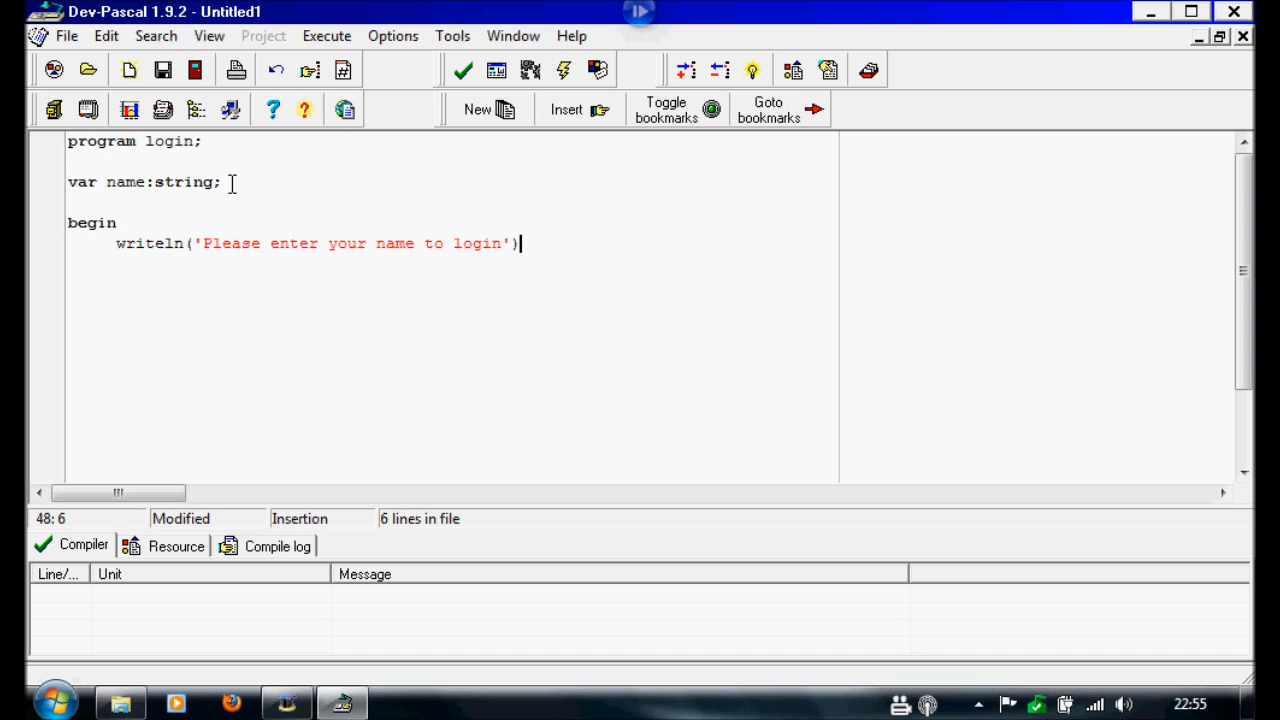 Dev-Pascal 1.9.2 - Untitled1
File Edit Search View Project Execute Options Tools Window Help
New Insert Toggle bookmarks Goto bookmarks
program login;
var name:string;
begin
writeln('Please enter your name to login')
48: 6 Modified Insertion 6 lines in file
Compiler Resource Compile log
Line/... Unit Message
22:55